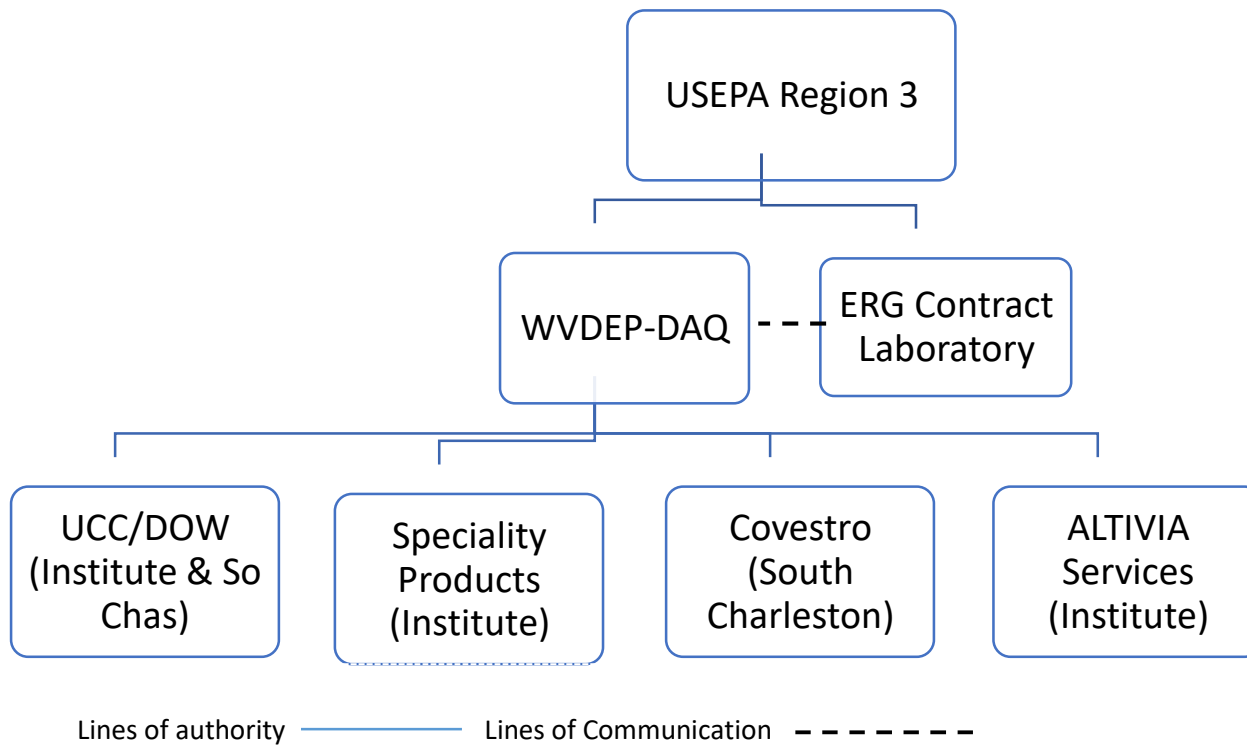 USEPA Region 3
WVDEP-DAQ
ERG Contract
Laboratory
UCC/DOW
(Institute & So
Chas)
Speciality
Products
(Institute)
Covestro
(South
Charleston)
ALTIVIA
Services
(Institute)
Lines of authority
Lines of Communication